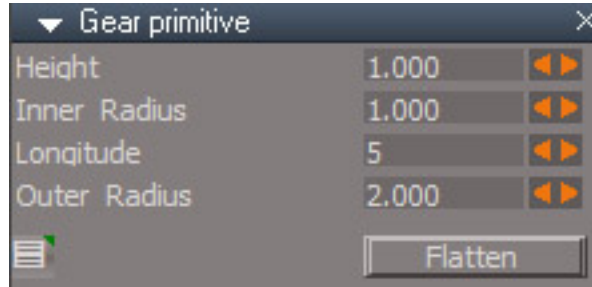 Gear primitive
Height 1.000
Inner Radius 1.000
Longitude 5
Outer Radius 2.000
Flatten